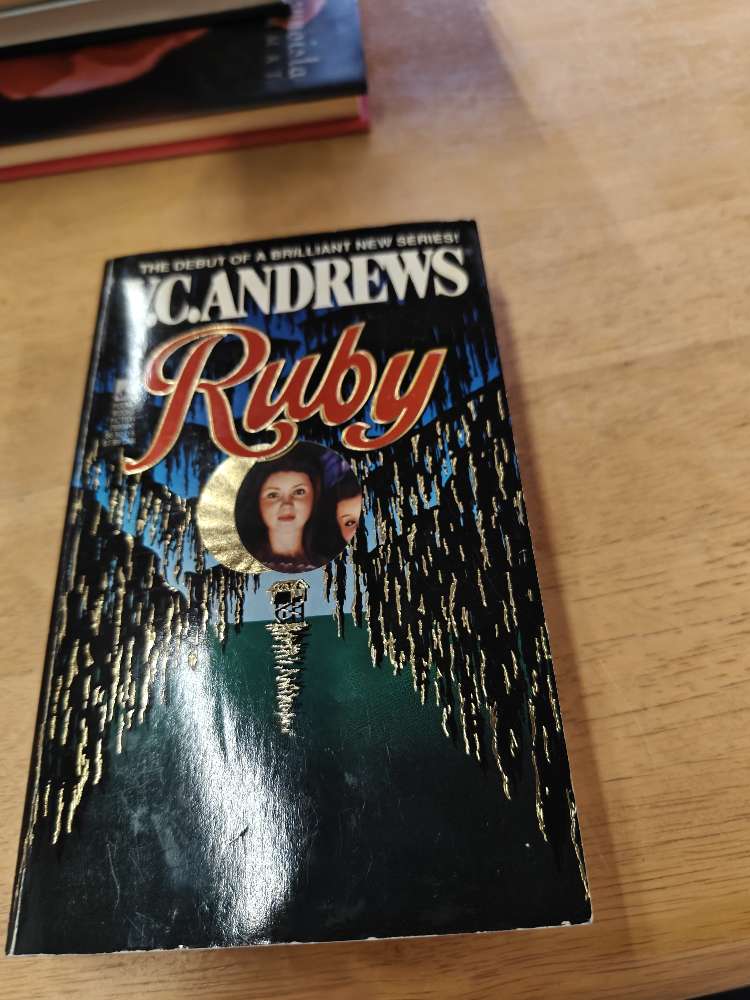 THE DEBUT OF A BRILLIANT NEW SERIES!
V.C. ANDREWS
Ruby